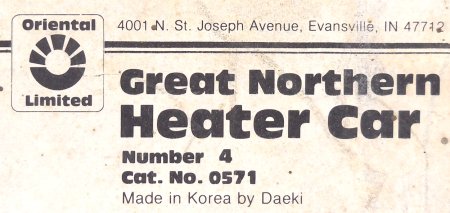 Oriental
Limited
4001 N. St. Joseph Avenue, Evansville, IN 47712
Great Northern
Heater Car
Number 4
Cat. No. 0571
Made in Korea by Daeki